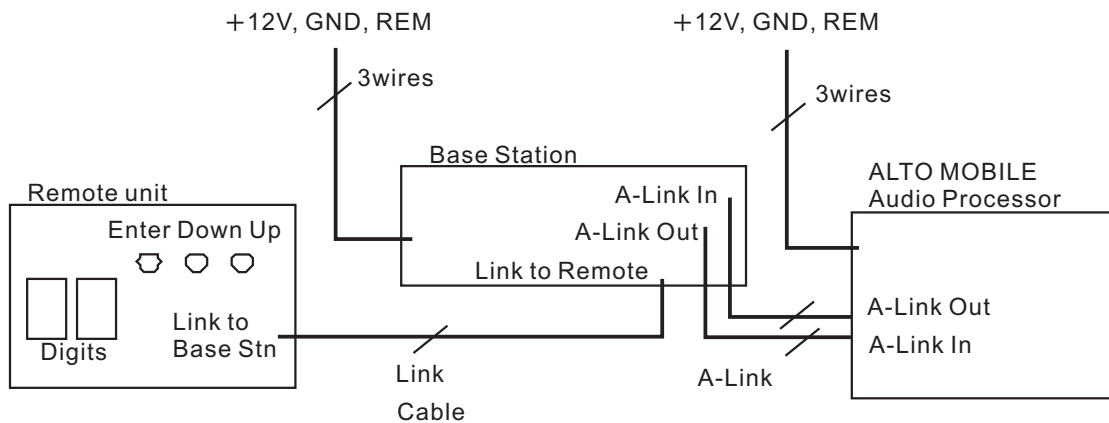 +12V, GND, REM
3wires
+12V, GND, REM
3wires
Base Station
A-Link In
A-Link Out
Link to Remote
Remote unit
Enter Down Up
Digits
Link to
Base Stn
Link
Cable
A-Link
ALTO MOBILE
Audio Processor
A-Link Out
A-Link In